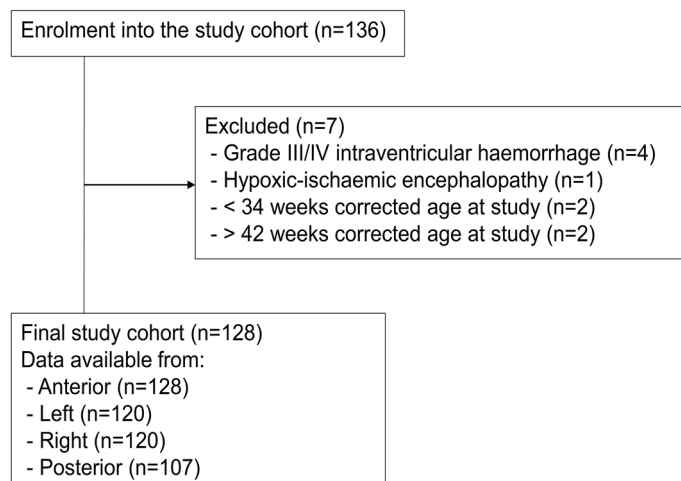 Enrolment into the study cohort (n=136)
Excluded (n=7)
- Grade III/IV intraventricular haemorrhage (n=4)
- Hypoxic-ischaemic encephalopathy (n=1)
- < 34 weeks corrected age at study (n=2)
- > 42 weeks corrected age at study (n=2)
Final study cohort (n=128)
Data available from:
- Anterior (n=128)
- Left (n=120)
- Right (n=120)
- Posterior (n=107)